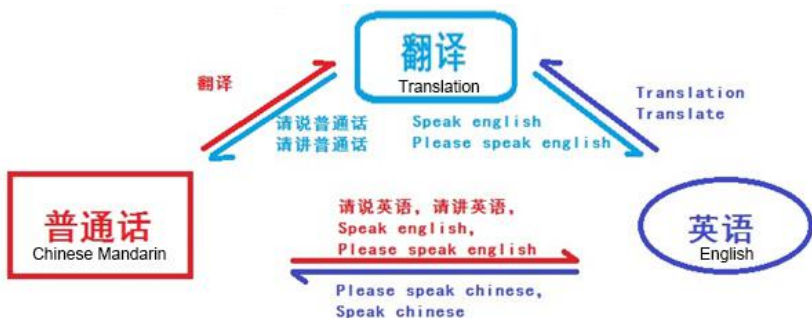 翻译
Translation
翻译
Translation
Translate
请说普通话
请讲普通话
Speak english
Please speak english
普通话
Chinese Mandarin
请说英语, 请讲英语,
Speak english,
Please speak english
Please speak chinese,
Speak chinese
英语
English